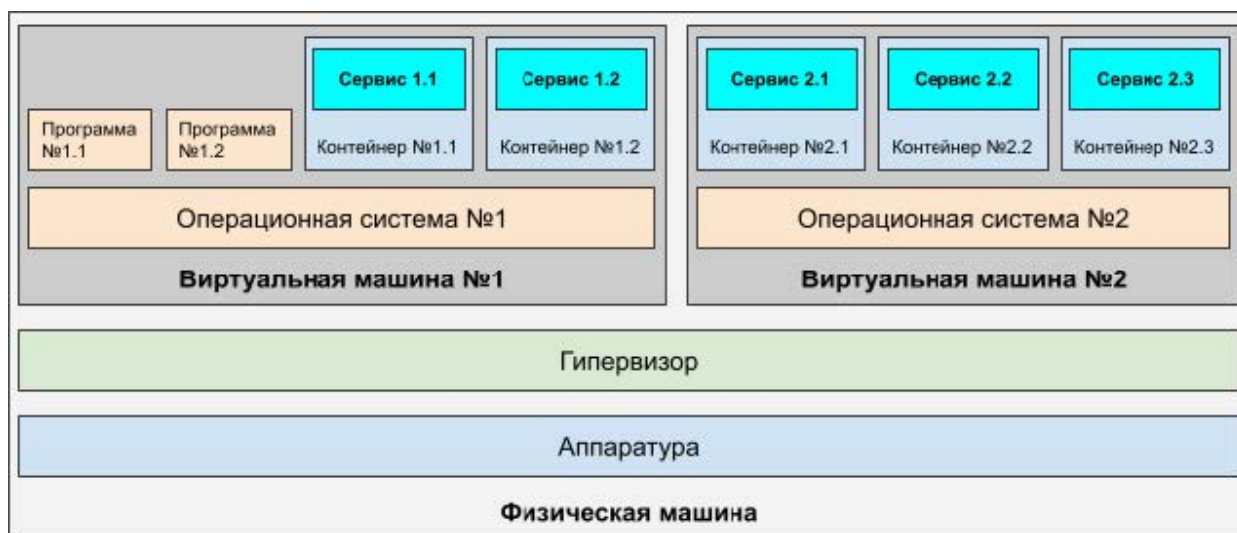 Сервис 1.1
Сервис 1.2
Сервис 2.1
Сервис 2.2
Сервис 2.3
Программа
№1.1
Программа
№1.2
Контейнер №1.1
Контейнер №1.2
Контейнер №2.1
Контейнер №2.2
Контейнер №2.3
Операционная система №1
Операционная система №2
Виртуальная машина №1
Виртуальная машина №2
Гипервизор
Аппаратура
Физическая машина